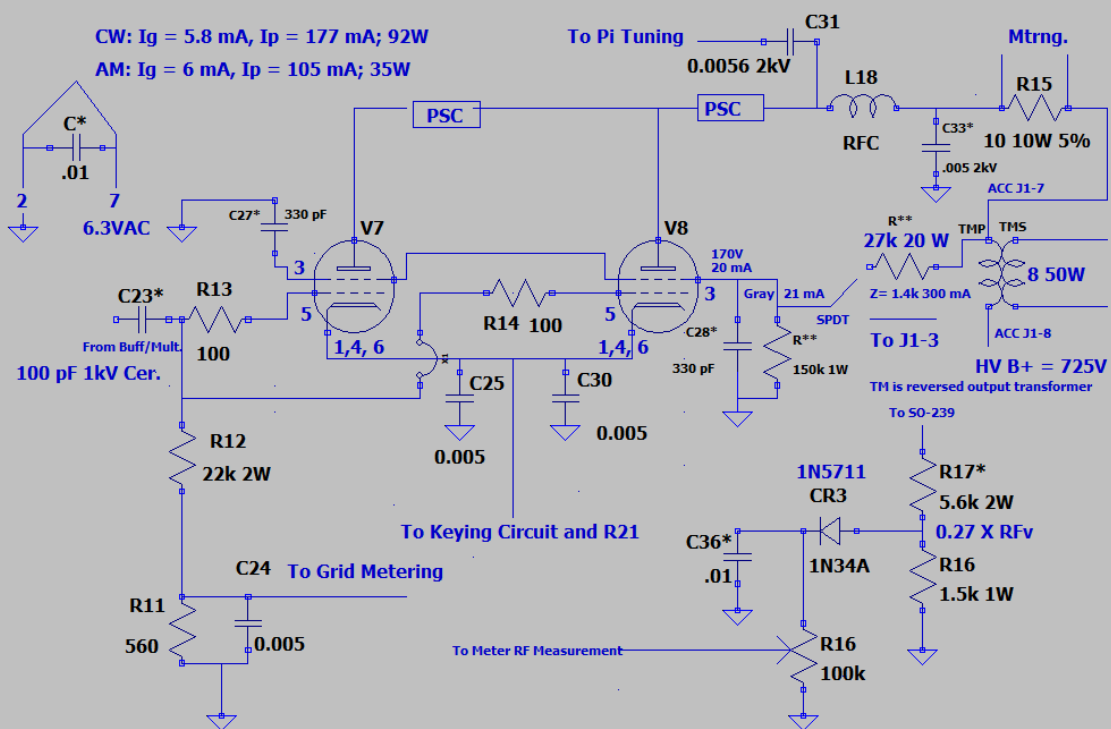 CW: Ig = 5.8 mA, Ip = 177 mA; 92W
AM: Ig = 6 mA, Ip = 105 mA; 35W
To Pi Tuning
C31
0.0056 2kV
Mtrng.
L18
RFC
R15
10 10W 5%
C33*
.005 2kV
PSC
PSC
C*
.01
2
7
6.3VAC
C27*
330 pF
V7
V8
3
5
1,4, 6
3
5
1,4, 6
170V
20 mA
Gray
21 mA
SPDT
ACC J1-7
R**
27k 20 W
TMP
TMS
8 50W
Z= 1.4k 300 mA
To J1-3
ACC J1-8
HV B+ = 725V
TM is reversed output transformer
C23*
R13
100
From Buff/Mult.
100 pF 1kV Cer.
R14
100
X1
C28*
330 pF
R**
150k 1W
C25
0.005
C30
0.005
R12
22k 2W
To Keying Circuit and R21
To SO-239
R17*
5.6k 2W
1N5711
CR3
1N34A
0.27 X RFv
C36*
.01
R16
1.5k 1W
C24
To Grid Metering
R11
560
0.005
To Meter RF Measurement
R16
100k